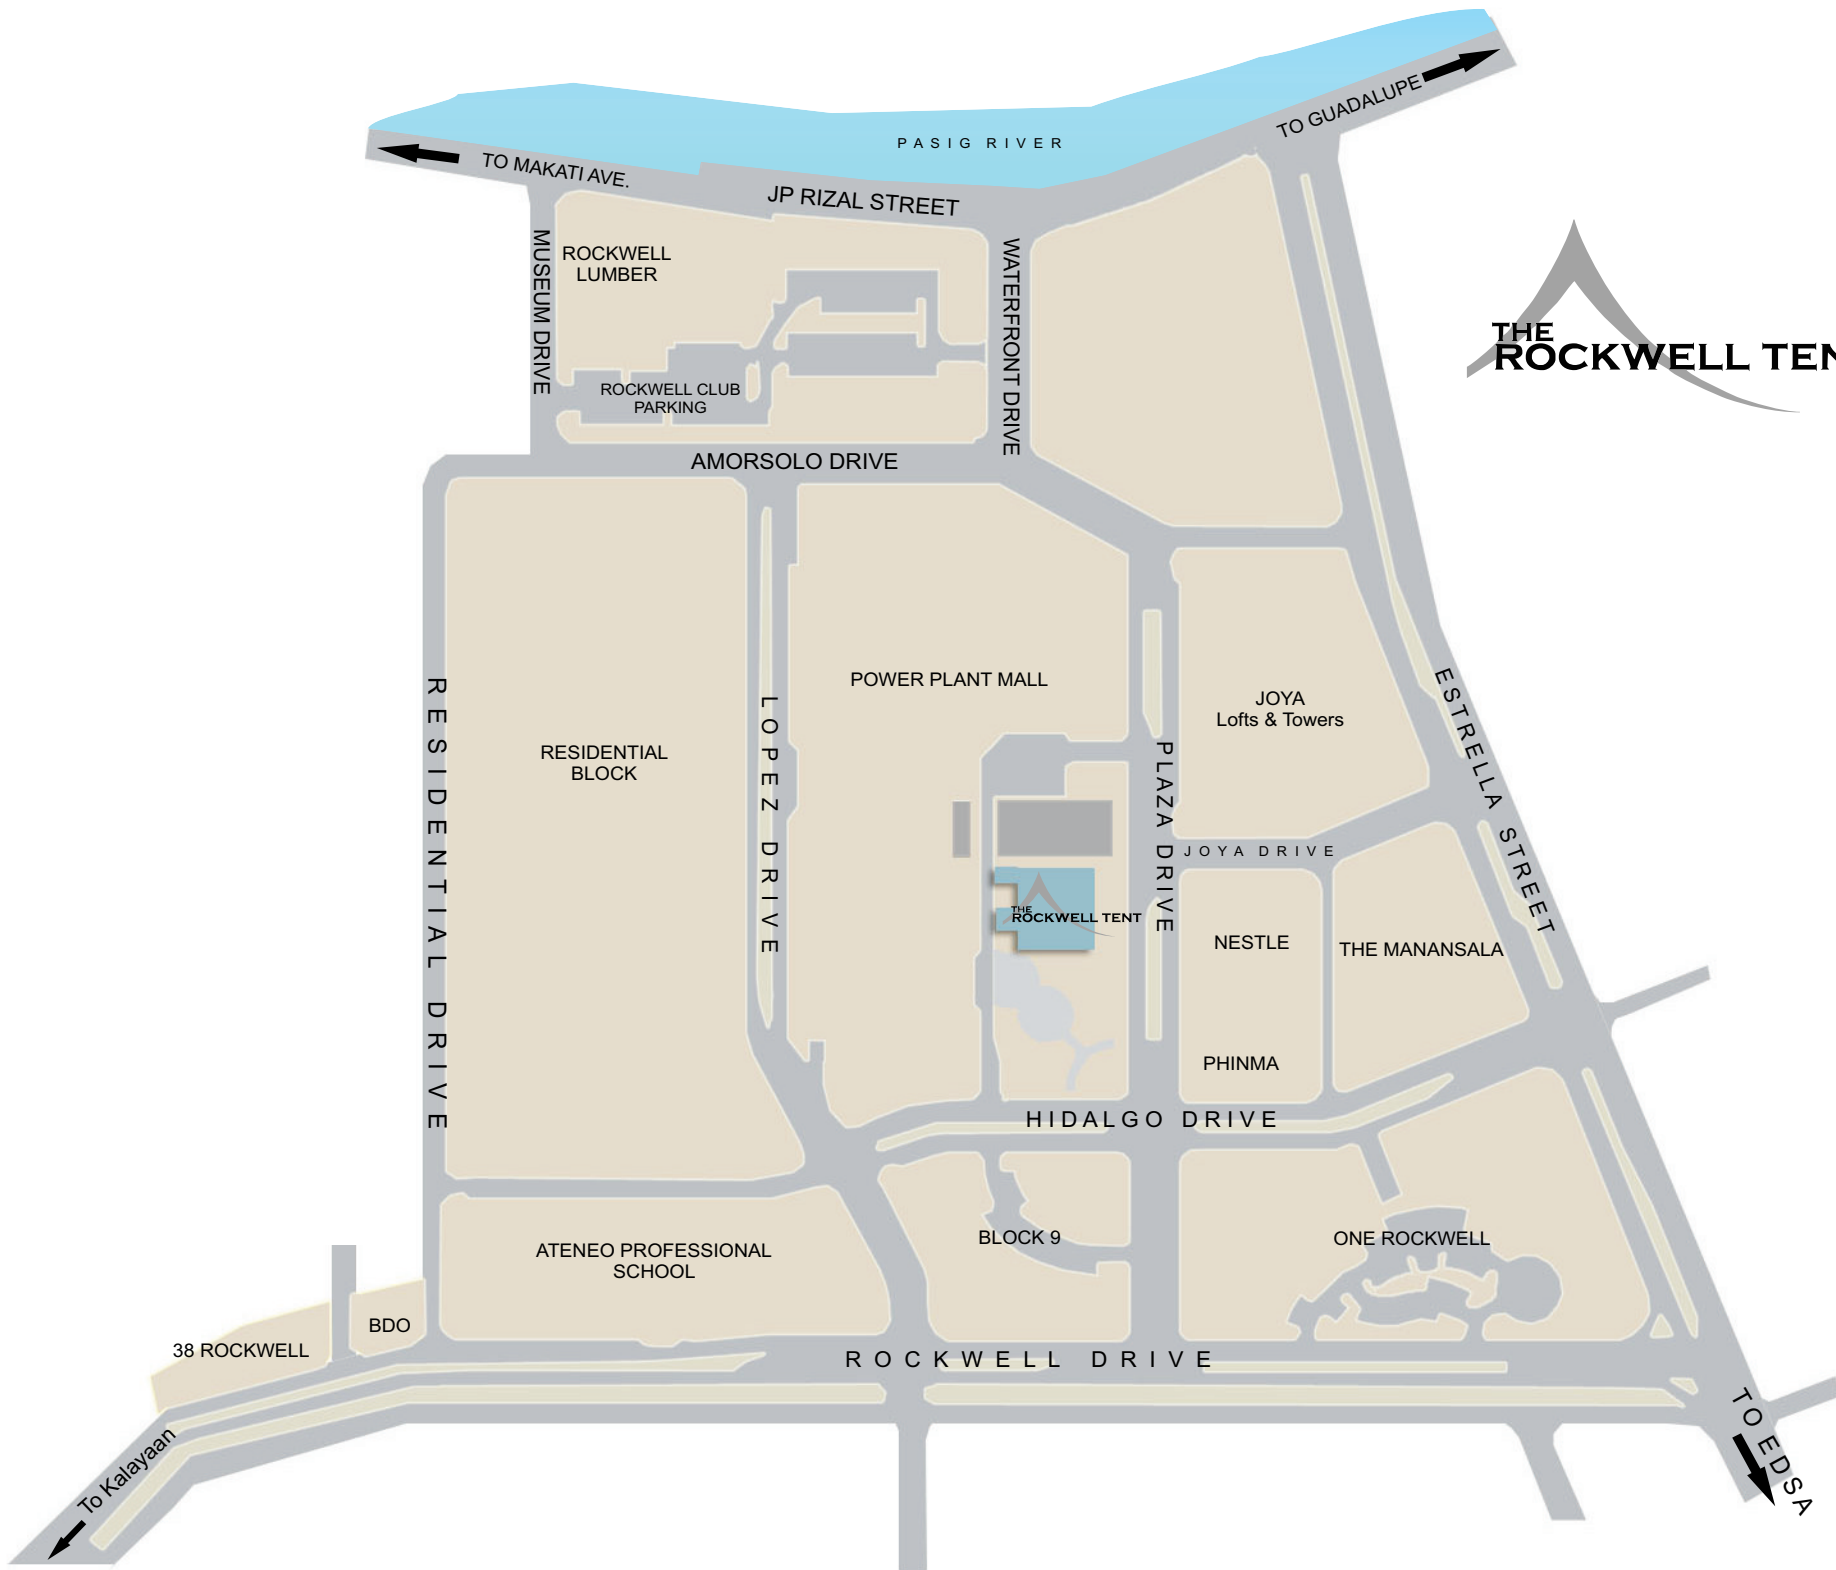 PASIG RIVER
TO GUADALUPE
TO MAKATI AVE.
JP RIZAL STREET
MUSEUM DRIVE
ROCKWELL
LUMBER
WATERFRONT DRIVE
THE
ROCKWELL TEN
ROCKWELL CLUB
PARKING
AMORSOLO DRIVE
RESIDENTIAL DRIVE
RESIDENTIAL
BLOCK
LOPEZ DRIVE
POWER PLANT MALL
PLAZA DRIVE
JOYA
Lofts & Towers
ESTRELLA STREET
JOYA DRIVE
THE
ROCKWELL TENT
NESTLE
THE MANANSALA
PHINMA
HIDALGO DRIVE
ATENEO PROFESSIONAL
SCHOOL
BLOCK 9
ONE ROCKWELL
BDO
38 ROCKWELL
ROCKWELL DRIVE
To Kalayaan
TO EDSA